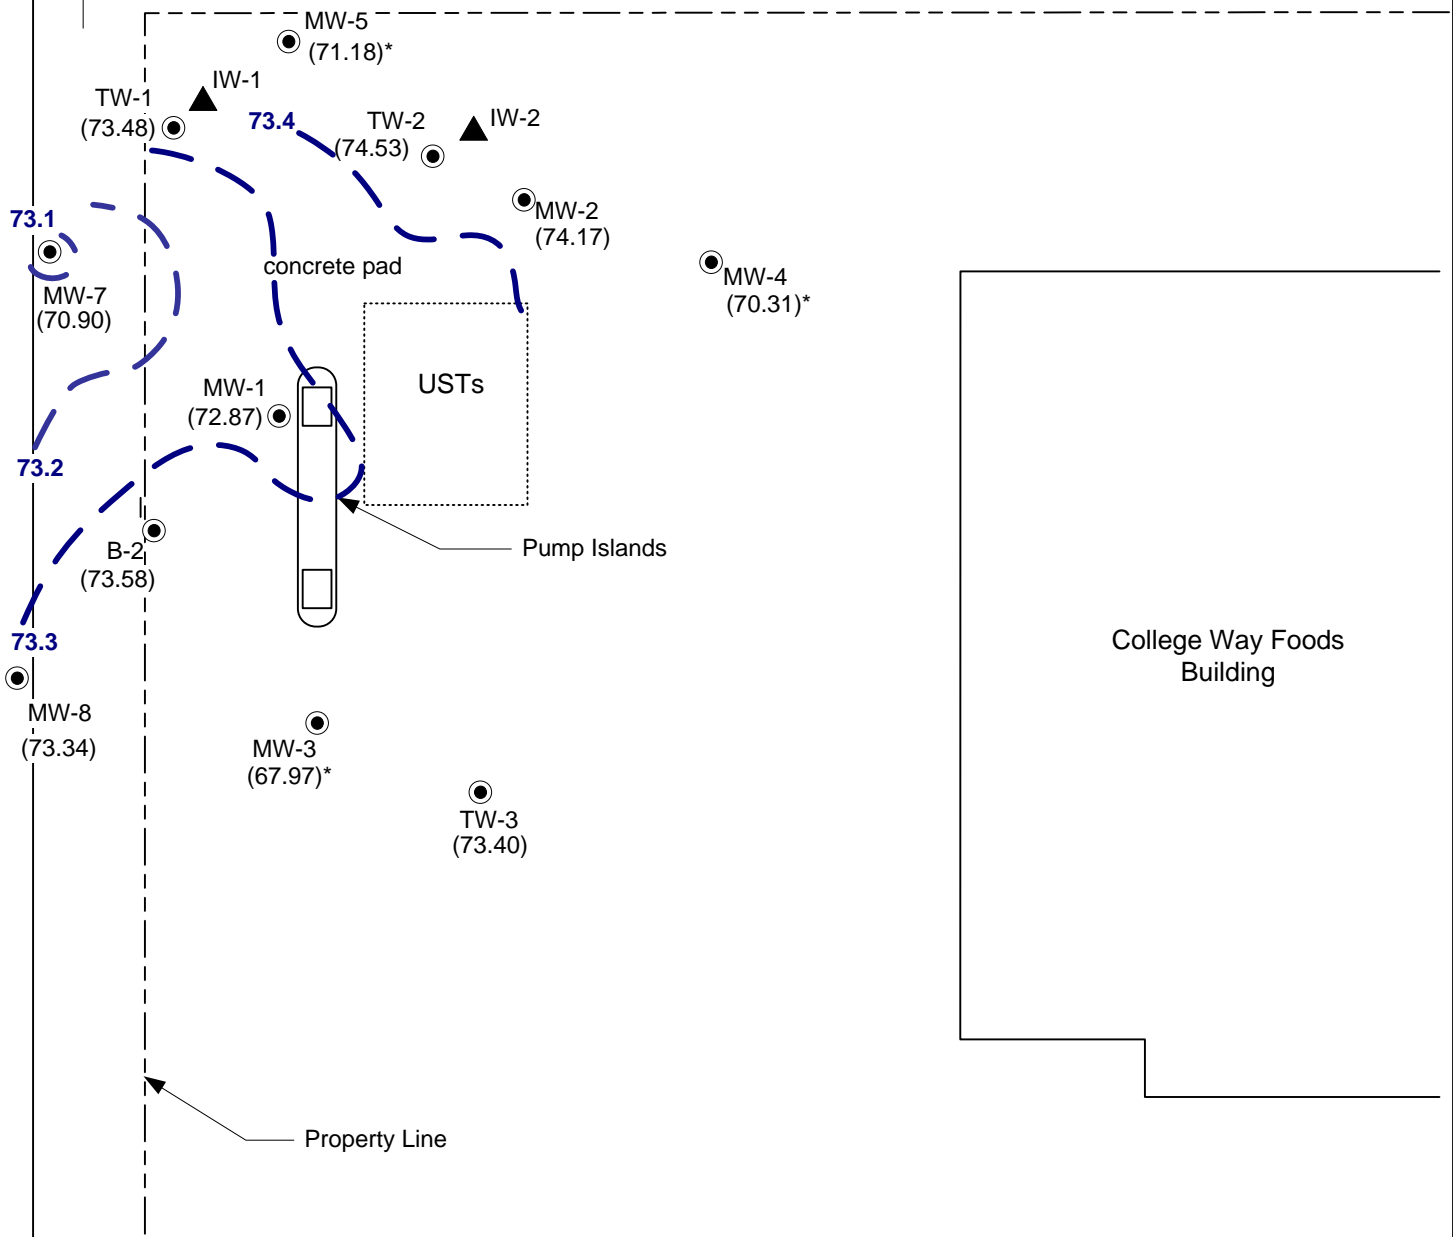 MW-5
(71.18)*
IW-1
TW-1
(73.48)
73.4
TW-2
(74.53)
IW-2
MW-2
(74.17)
73.1
MW-7
(70.90)
concrete pad
MW-4
(70.31)*
USTs
MW-1
(72.87)
73.2
B-2
(73.58)
Pump Islands
73.3
MW-8
(73.34)
College Way Foods
Building
MW-3
(67.97)*
TW-3
(73.40)
Property Line